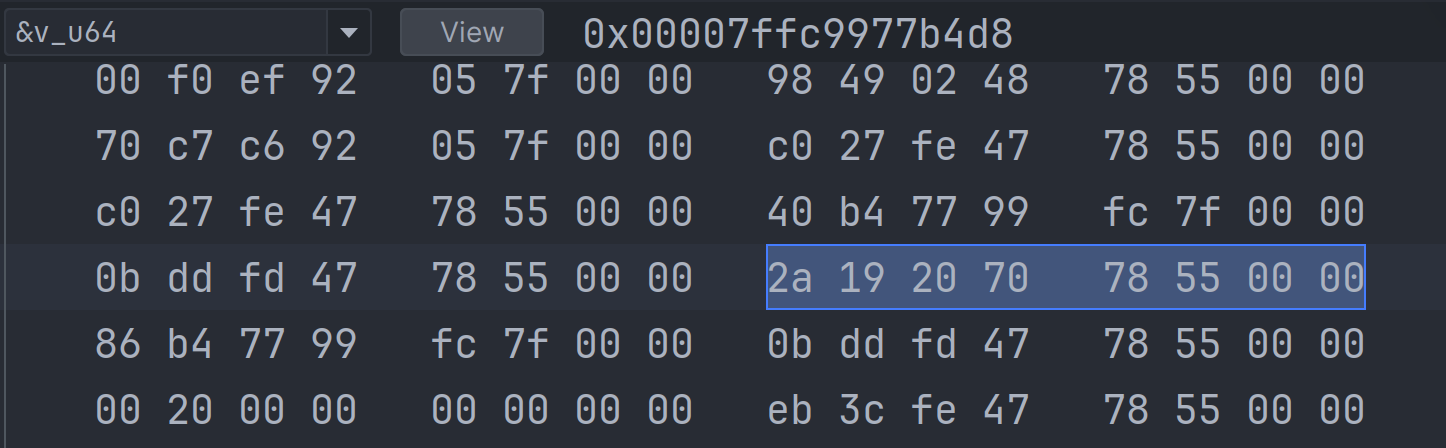 &v_u64 View 0x00007ffc9977b4d8
00 f0 ef 92 05 7f 00 00 98 49 02 48 78 55 00 00
70 c7 c6 92 05 7f 00 00 c0 27 fe 47 78 55 00 00
c0 27 fe 47 78 55 00 00 40 b4 77 99 fc 7f 00 00
0b dd fd 47 78 55 00 00 2a 19 20 70 78 55 00 00
86 b4 77 99 fc 7f 00 00 0b dd fd 47 78 55 00 00
00 20 00 00 00 00 00 00 eb 3c fe 47 78 55 00 00